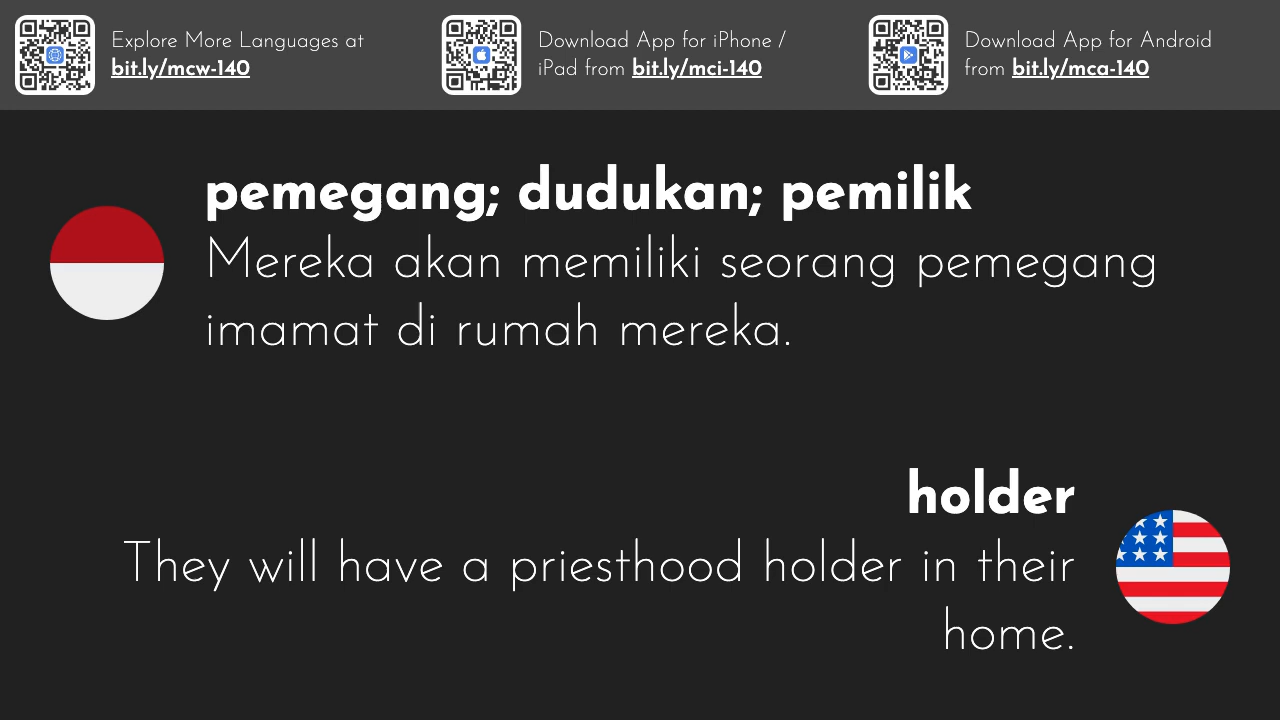 Explore More Languages at
bit.ly/mcw-140
Download App for iPhone /
iPad from bit.ly/mci-140
Download App for Android
from bit.ly/mca-140
pemegang; dudukan; pemilik
Mereka akan memiliki seorang pemegang
imamat di rumah mereka.
holder
They will have a priesthood holder in their
home.